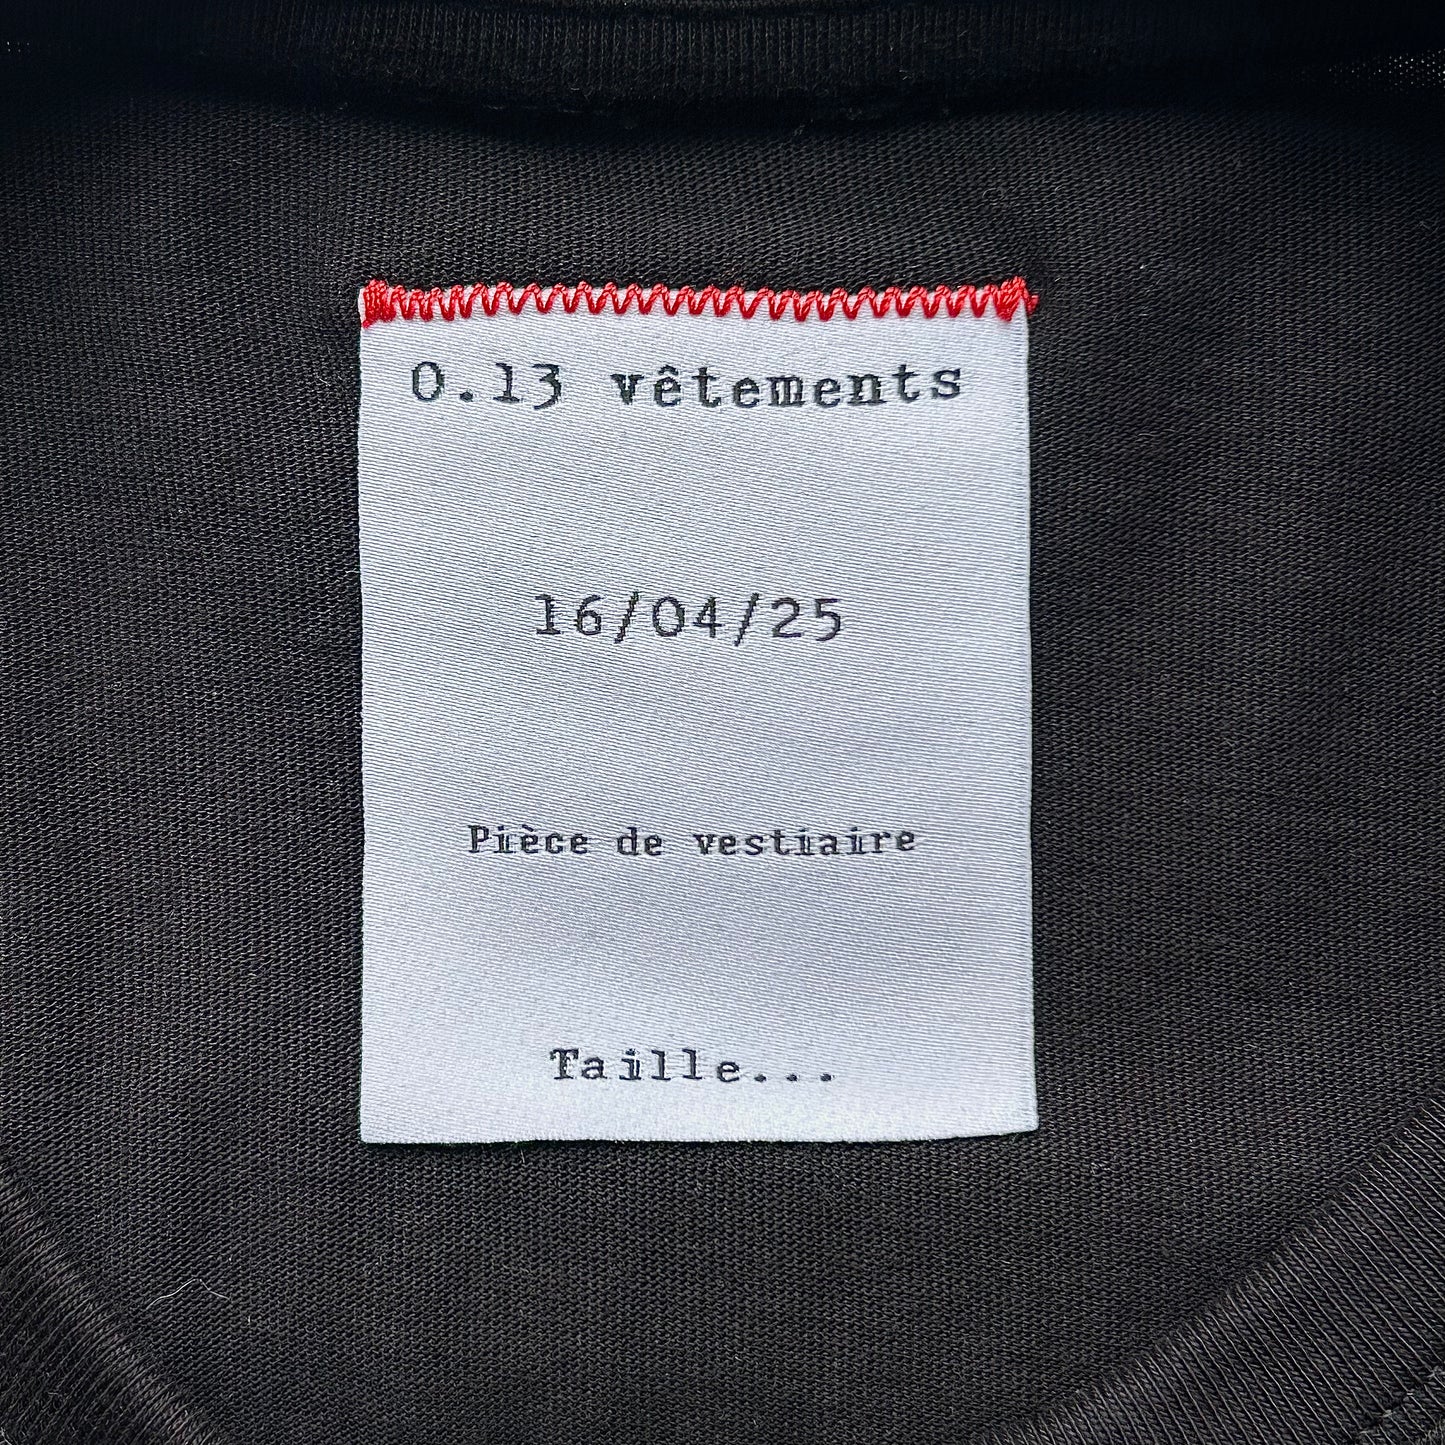 0.13 vêtements
16/04/25
Pièce de vestiaire
Taille...